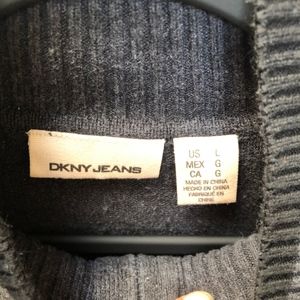 DKNY JEANS
US L
MEX G
CA G
MADE IN CHINA
HECHO EN CHINA
FABRIQUÉ EN
CHINE